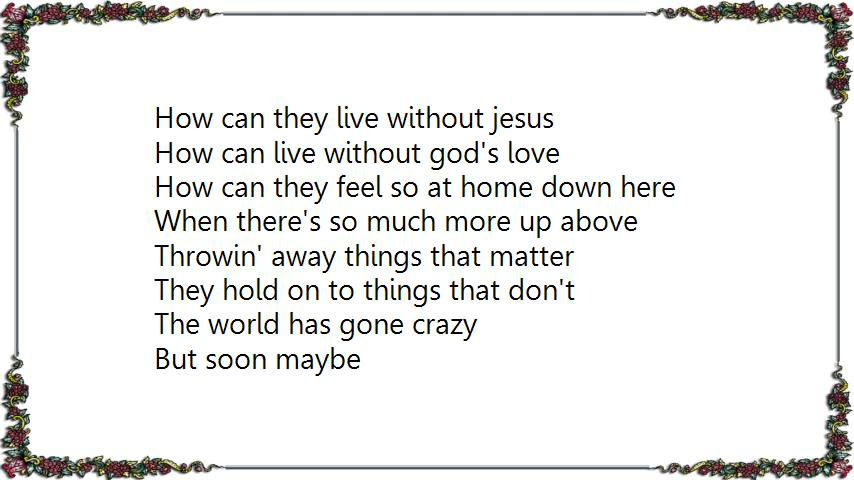 How can they live without jesus
How can live without god's love
How can they feel so at home down here
When there's so much more up above
Throwin' away things that matter
They hold on to things that don't
The world has gone crazy
But soon maybe